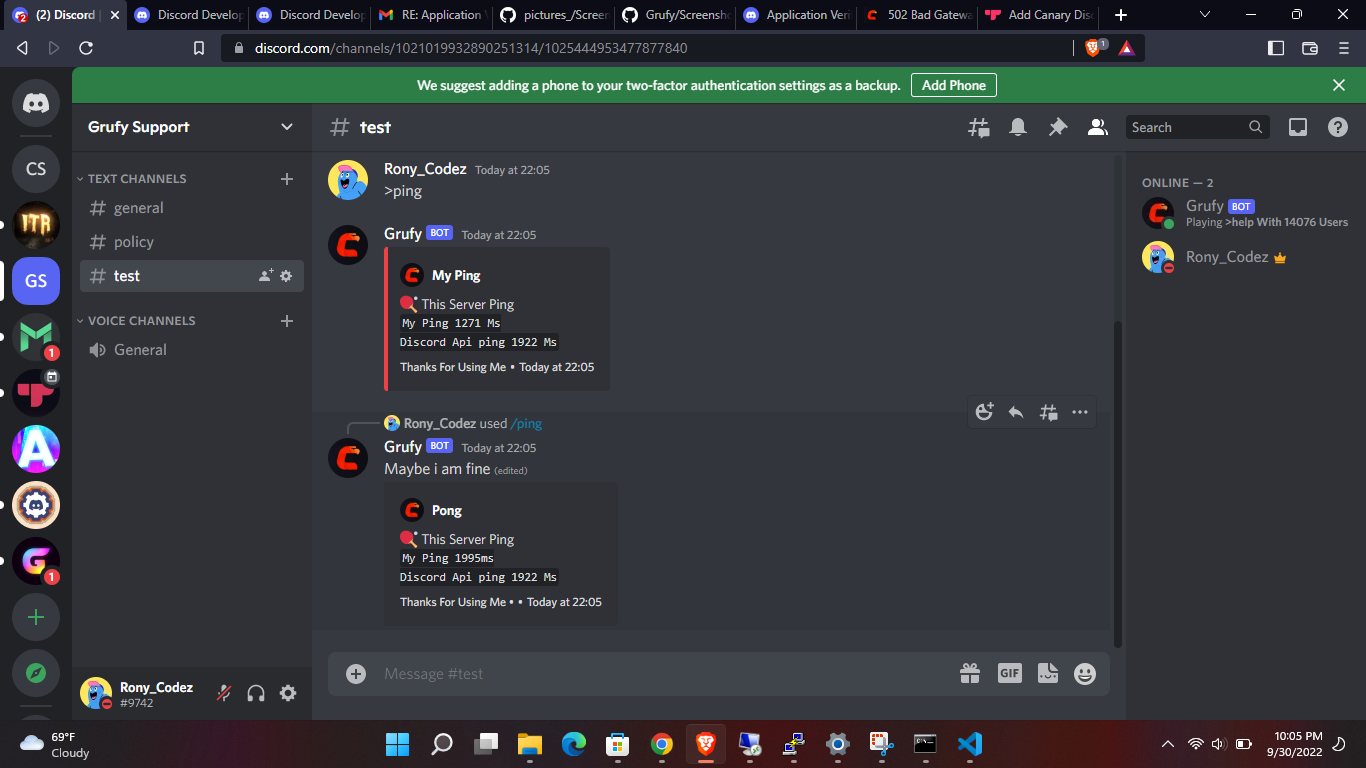 (2) Discord |
Discord Develop
Discord Develop
RE: Application V
pictures_/Screen
Grufy/Screensho
Application Veri
502 Bad Gatewa
Add Canary Disc
discord.com/channels/1021019932890251314/1025444953477877840
1
We suggest adding a phone to your two-factor authentication settings as a backup.
Add Phone
Grufy Support
test
Search
CS
ITR
GS
1
1
TEXT CHANNELS
general
policy
test
VOICE CHANNELS
General
Rony_Codez Today at 22:05
>ping
Grufy BOT Today at 22:05
My Ping
This Server Ping
My Ping 1271 Ms
Discord Api ping 1922 Ms
Thanks For Using Me • Today at 22:05
Rony_Codez used /ping
Grufy BOT Today at 22:05
Maybe i am fine (edited)
Pong
This Server Ping
My Ping 1995ms
Discord Api ping 1922 Ms
Thanks For Using Me • • Today at 22:05
Message #test
GIF
ONLINE — 2
Grufy BOT
Playing >help With 14076 Users
Rony_Codez
Rony_Codez
#9742
69°F
Cloudy
10:05 PM
9/30/2022